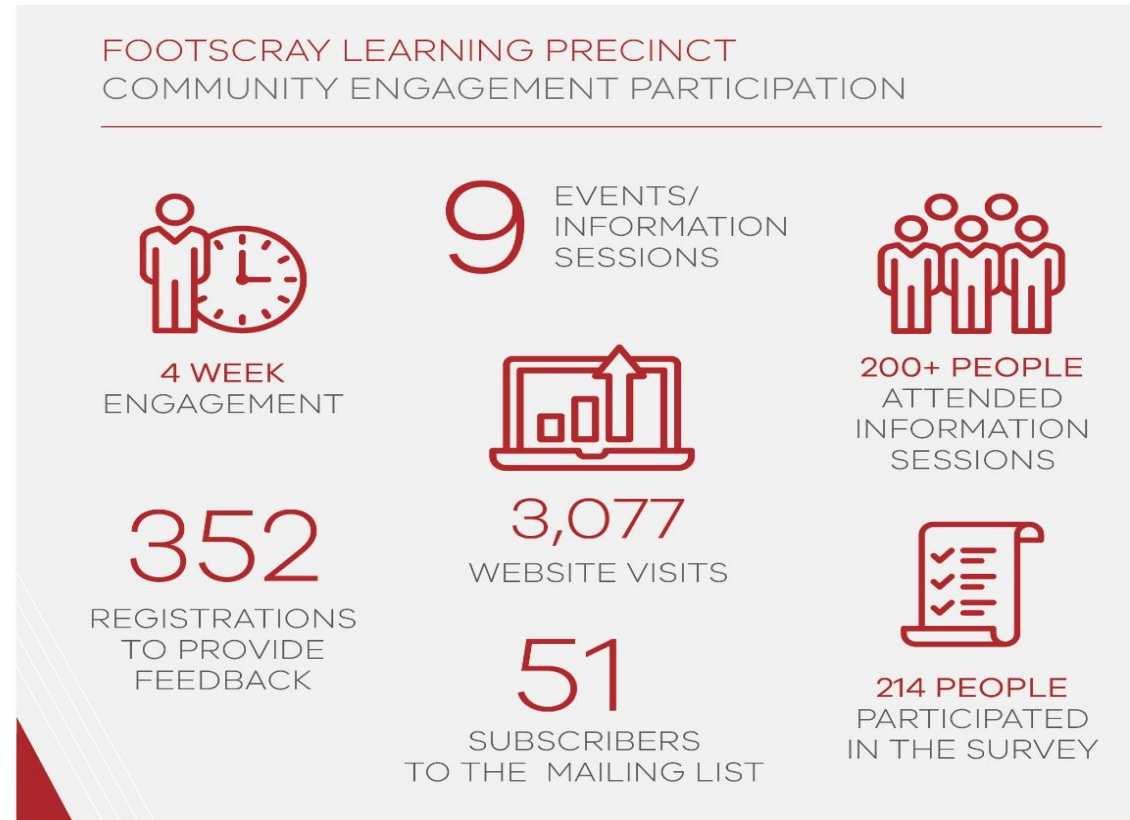 FOOTSCRAY LEARNING PRECINCT
COMMUNITY ENGAGEMENT PARTICIPATION
4 WEEK
ENGAGEMENT
9
EVENTS/
INFORMATION
SESSIONS
200+ PEOPLE
ATTENDED
INFORMATION
SESSIONS
352
REGISTRATIONS
TO PROVIDE
FEEDBACK
3,077
WEBSITE VISITS
51
SUBSCRIBERS
TO THE MAILING LIST
214 PEOPLE
PARTICIPATED
IN THE SURVEY